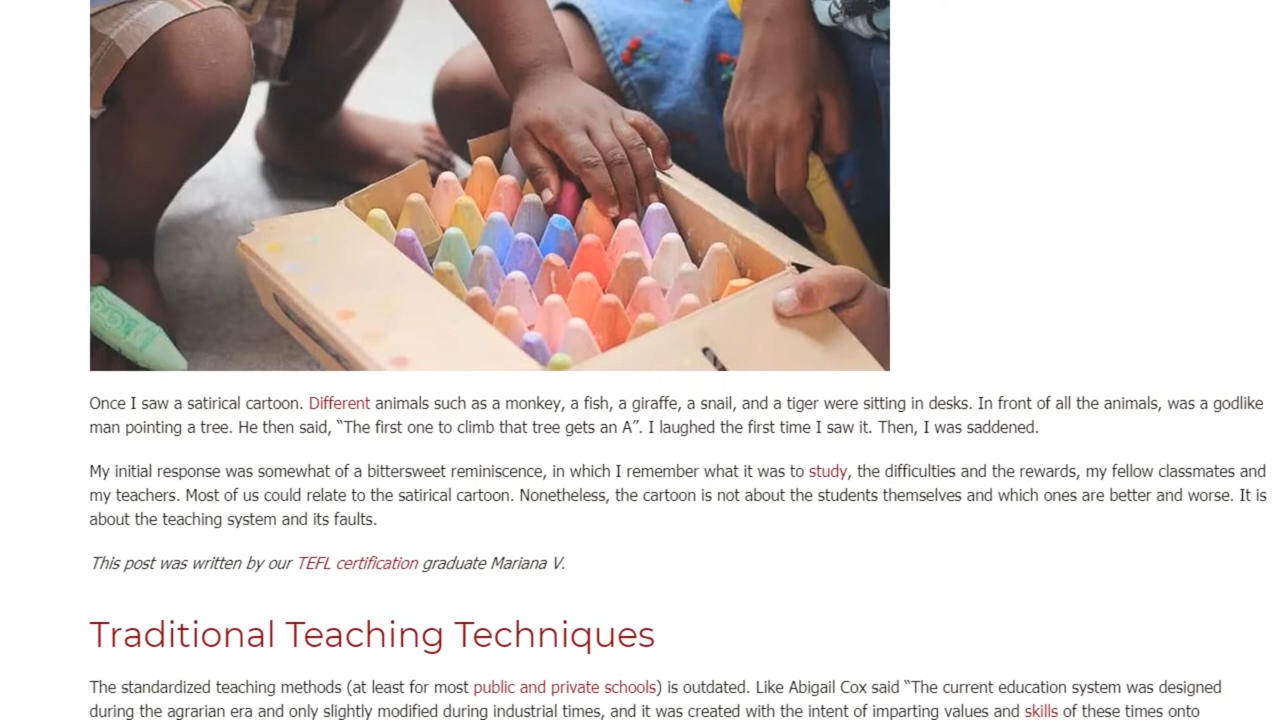 Once I saw a satirical cartoon. Different animals such as a monkey, a fish, a giraffe, a snail, and a tiger were sitting in desks. In front of all the animals, was a godlike
man pointing a tree. He then said, “The first one to climb that tree gets an A”. I laughed the first time I saw it. Then, I was saddened.
My initial response was somewhat of a bittersweet reminiscence, in which I remember what it was to study, the difficulties and the rewards, my fellow classmates and
my teachers. Most of us could relate to the satirical cartoon. Nonetheless, the cartoon is not about the students themselves and which ones are better and worse. It is
about the teaching system and its faults.
This post was written by our TEFL certification graduate Mariana V.
Traditional Teaching Techniques
The standardized teaching methods (at least for most public and private schools) is outdated. Like Abigail Cox said “The current education system was designed
during the agrarian era and only slightly modified during industrial times, and it was created with the intent of imparting values and skills of these times onto